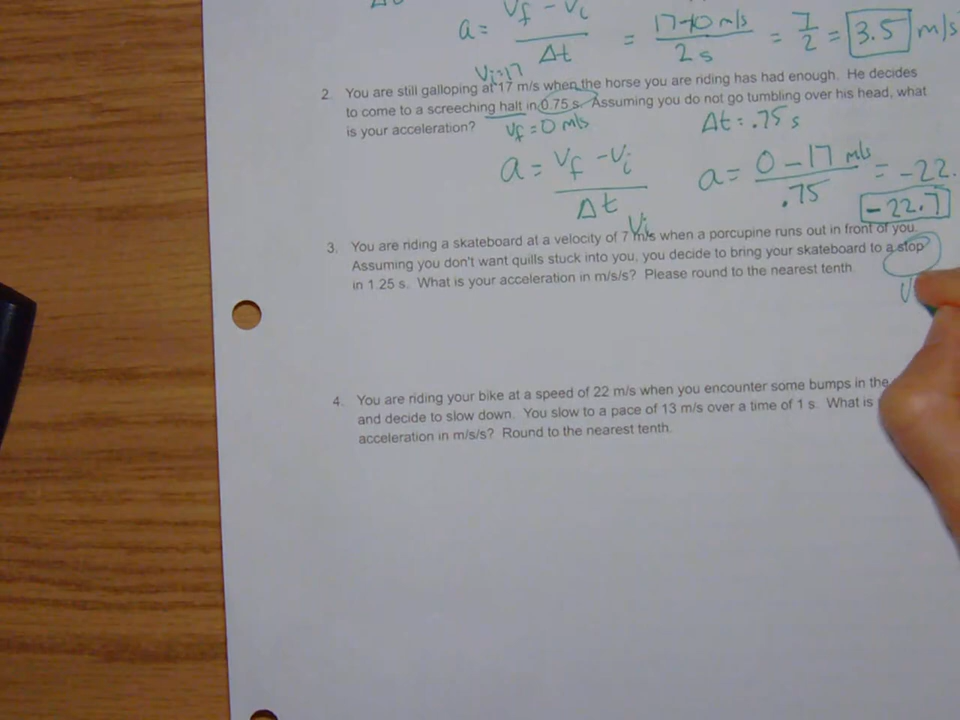 a = Vf - Vi / Δt = 17-10 m/s / 2 s = 7/2 = 3.5 m/s
Vi=17
2. You are still galloping at 17 m/s when the horse you are riding has had enough. He decides
to come to a screeching halt in 0.75 s. Assuming you do not go tumbling over his head, what
is your acceleration?
Vf = 0 m/s Δt = .75 s
a = Vf - Vi / Δt a = 0 - 17 m/s / .75 = -22.
-22.7
Vi
3. You are riding a skateboard at a velocity of 7 m/s when a porcupine runs out in front of you.
Assuming you don't want quills stuck into you, you decide to bring your skateboard to a stop
in 1.25 s. What is your acceleration in m/s/s? Please round to the nearest tenth.
V
4. You are riding your bike at a speed of 22 m/s when you encounter some bumps in the
and decide to slow down. You slow to a pace of 13 m/s over a time of 1 s. What is
acceleration in m/s/s? Round to the nearest tenth.